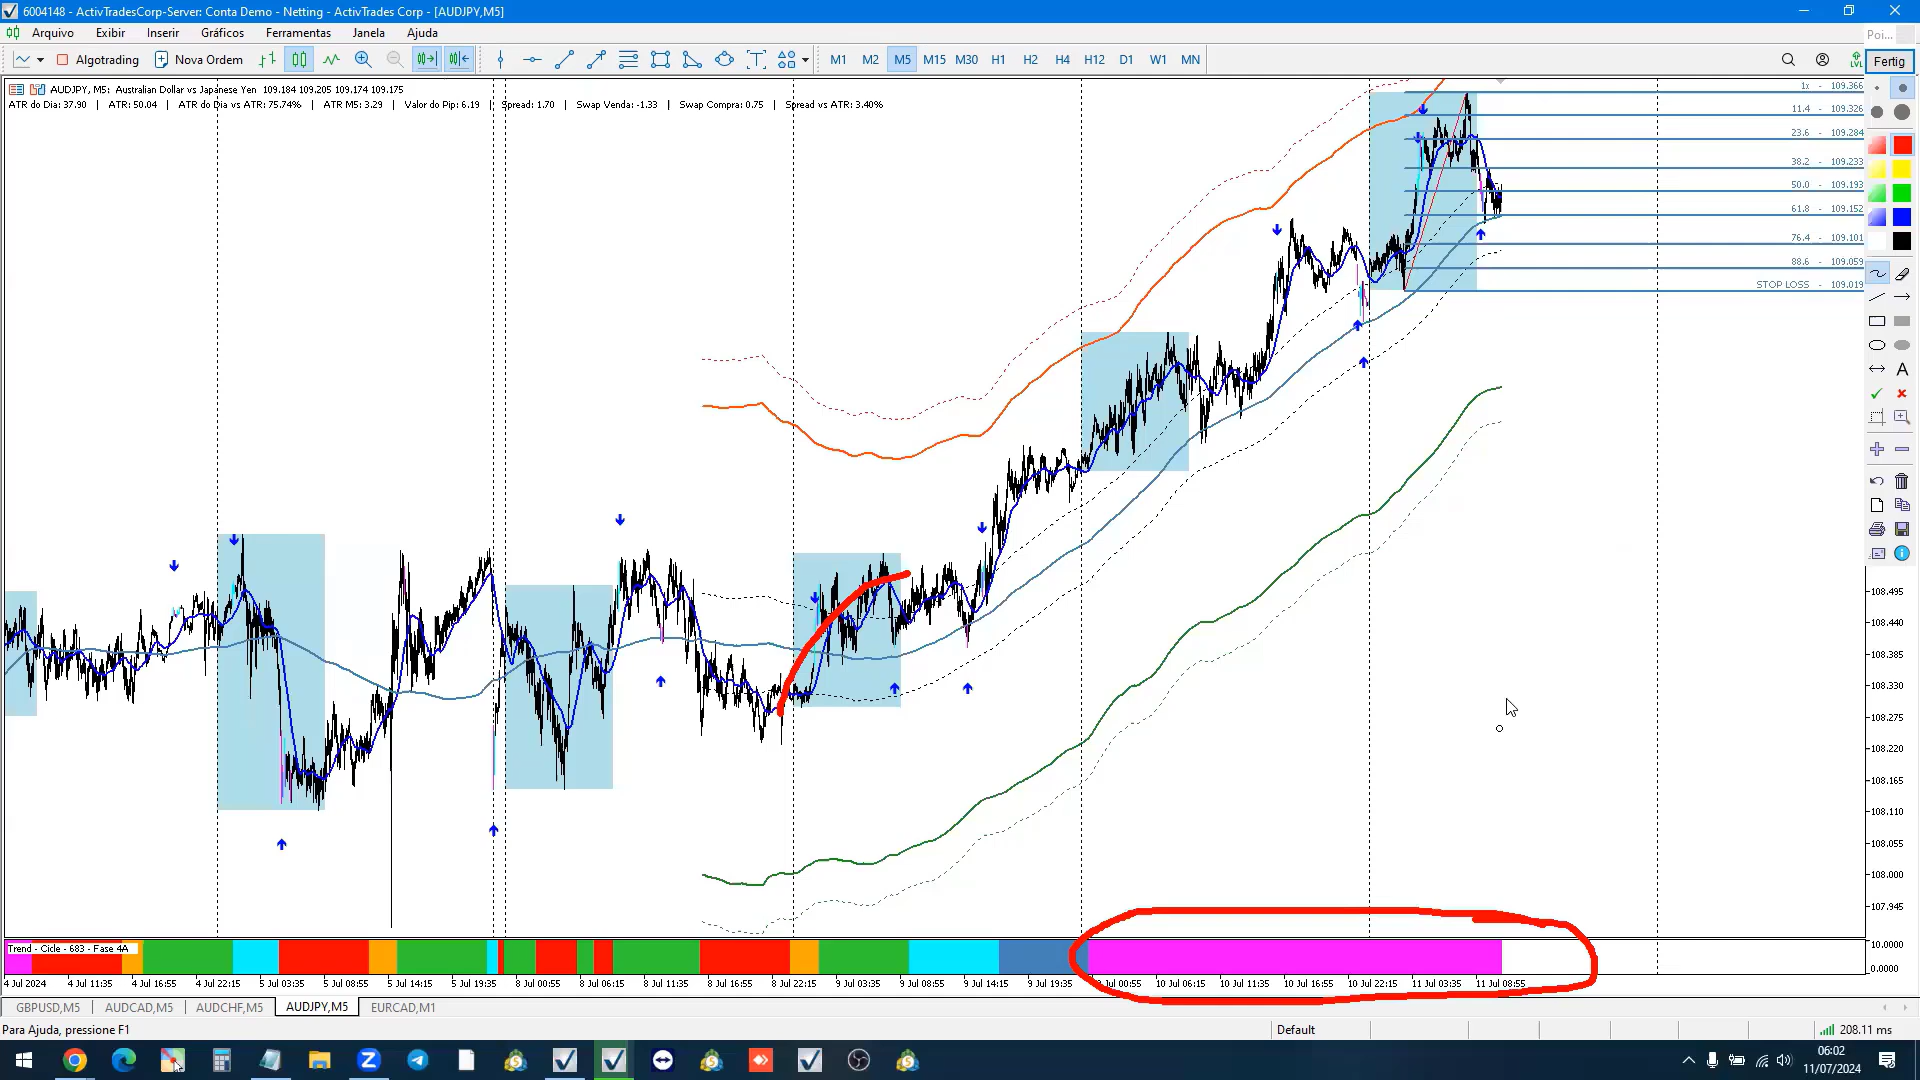 6004148 - ActivTradesCorp-Server: Conta Demo - Netting - ActivTrades Corp - [AUDJPY,M5]
Arquivo Exibir Inserir Gráficos Ferramentas Janela Ajuda
Poi...
Algotrading Nova Ordem M1 M2 M5 M15 M30 H1 H2 H4 H12 D1 W1 MN LVL Fertig
AUDJPY, M5: Australian Dollar vs Japanese Yen 109.184 109.205 109.174 109.175
ATR do Dia: 37.90 | ATR: 50.04 | ATR do Dia vs ATR: 75.74% | ATR M5: 3.29 | Valor do Pip: 6.19 | Spread: 1.70 | Swap Venda: -1.33 | Swap Compra: 0.75 | Spread vs ATR: 3.40%
1x - 109.366
11.4 - 109.326
23.6 - 109.284
38.2 - 109.233
50.0 - 109.193
61.8 - 109.152
76.4 - 109.101
88.6 - 109.059
STOP LOSS - 109.019
A
108.495
108.440
108.385
108.330
108.275
108.220
108.165
108.110
108.055
108.000
107.945
Trend - Cicle - 683 - Fase 4A
10.0000
0.0000
4 Jul 2024 4 Jul 11:35 4 Jul 16:55 4 Jul 22:15 5 Jul 03:35 5 Jul 08:55 5 Jul 14:15 5 Jul 19:35 8 Jul 00:55 8 Jul 06:15 8 Jul 11:35 8 Jul 16:55 8 Jul 22:15 9 Jul 03:35 9 Jul 08:55 9 Jul 14:15 9 Jul 19:35 Jul 00:55 10 Jul 06:15 10 Jul 11:35 10 Jul 16:55 10 Jul 22:15 11 Jul 03:35 11 Jul 08:55
GBPUSD,M5 AUDCAD,M5 AUDCHF,M5 AUDJPY,M5 EURCAD,M1
Para Ajuda, pressione F1
Default
208.11 ms
06:02
11/07/2024